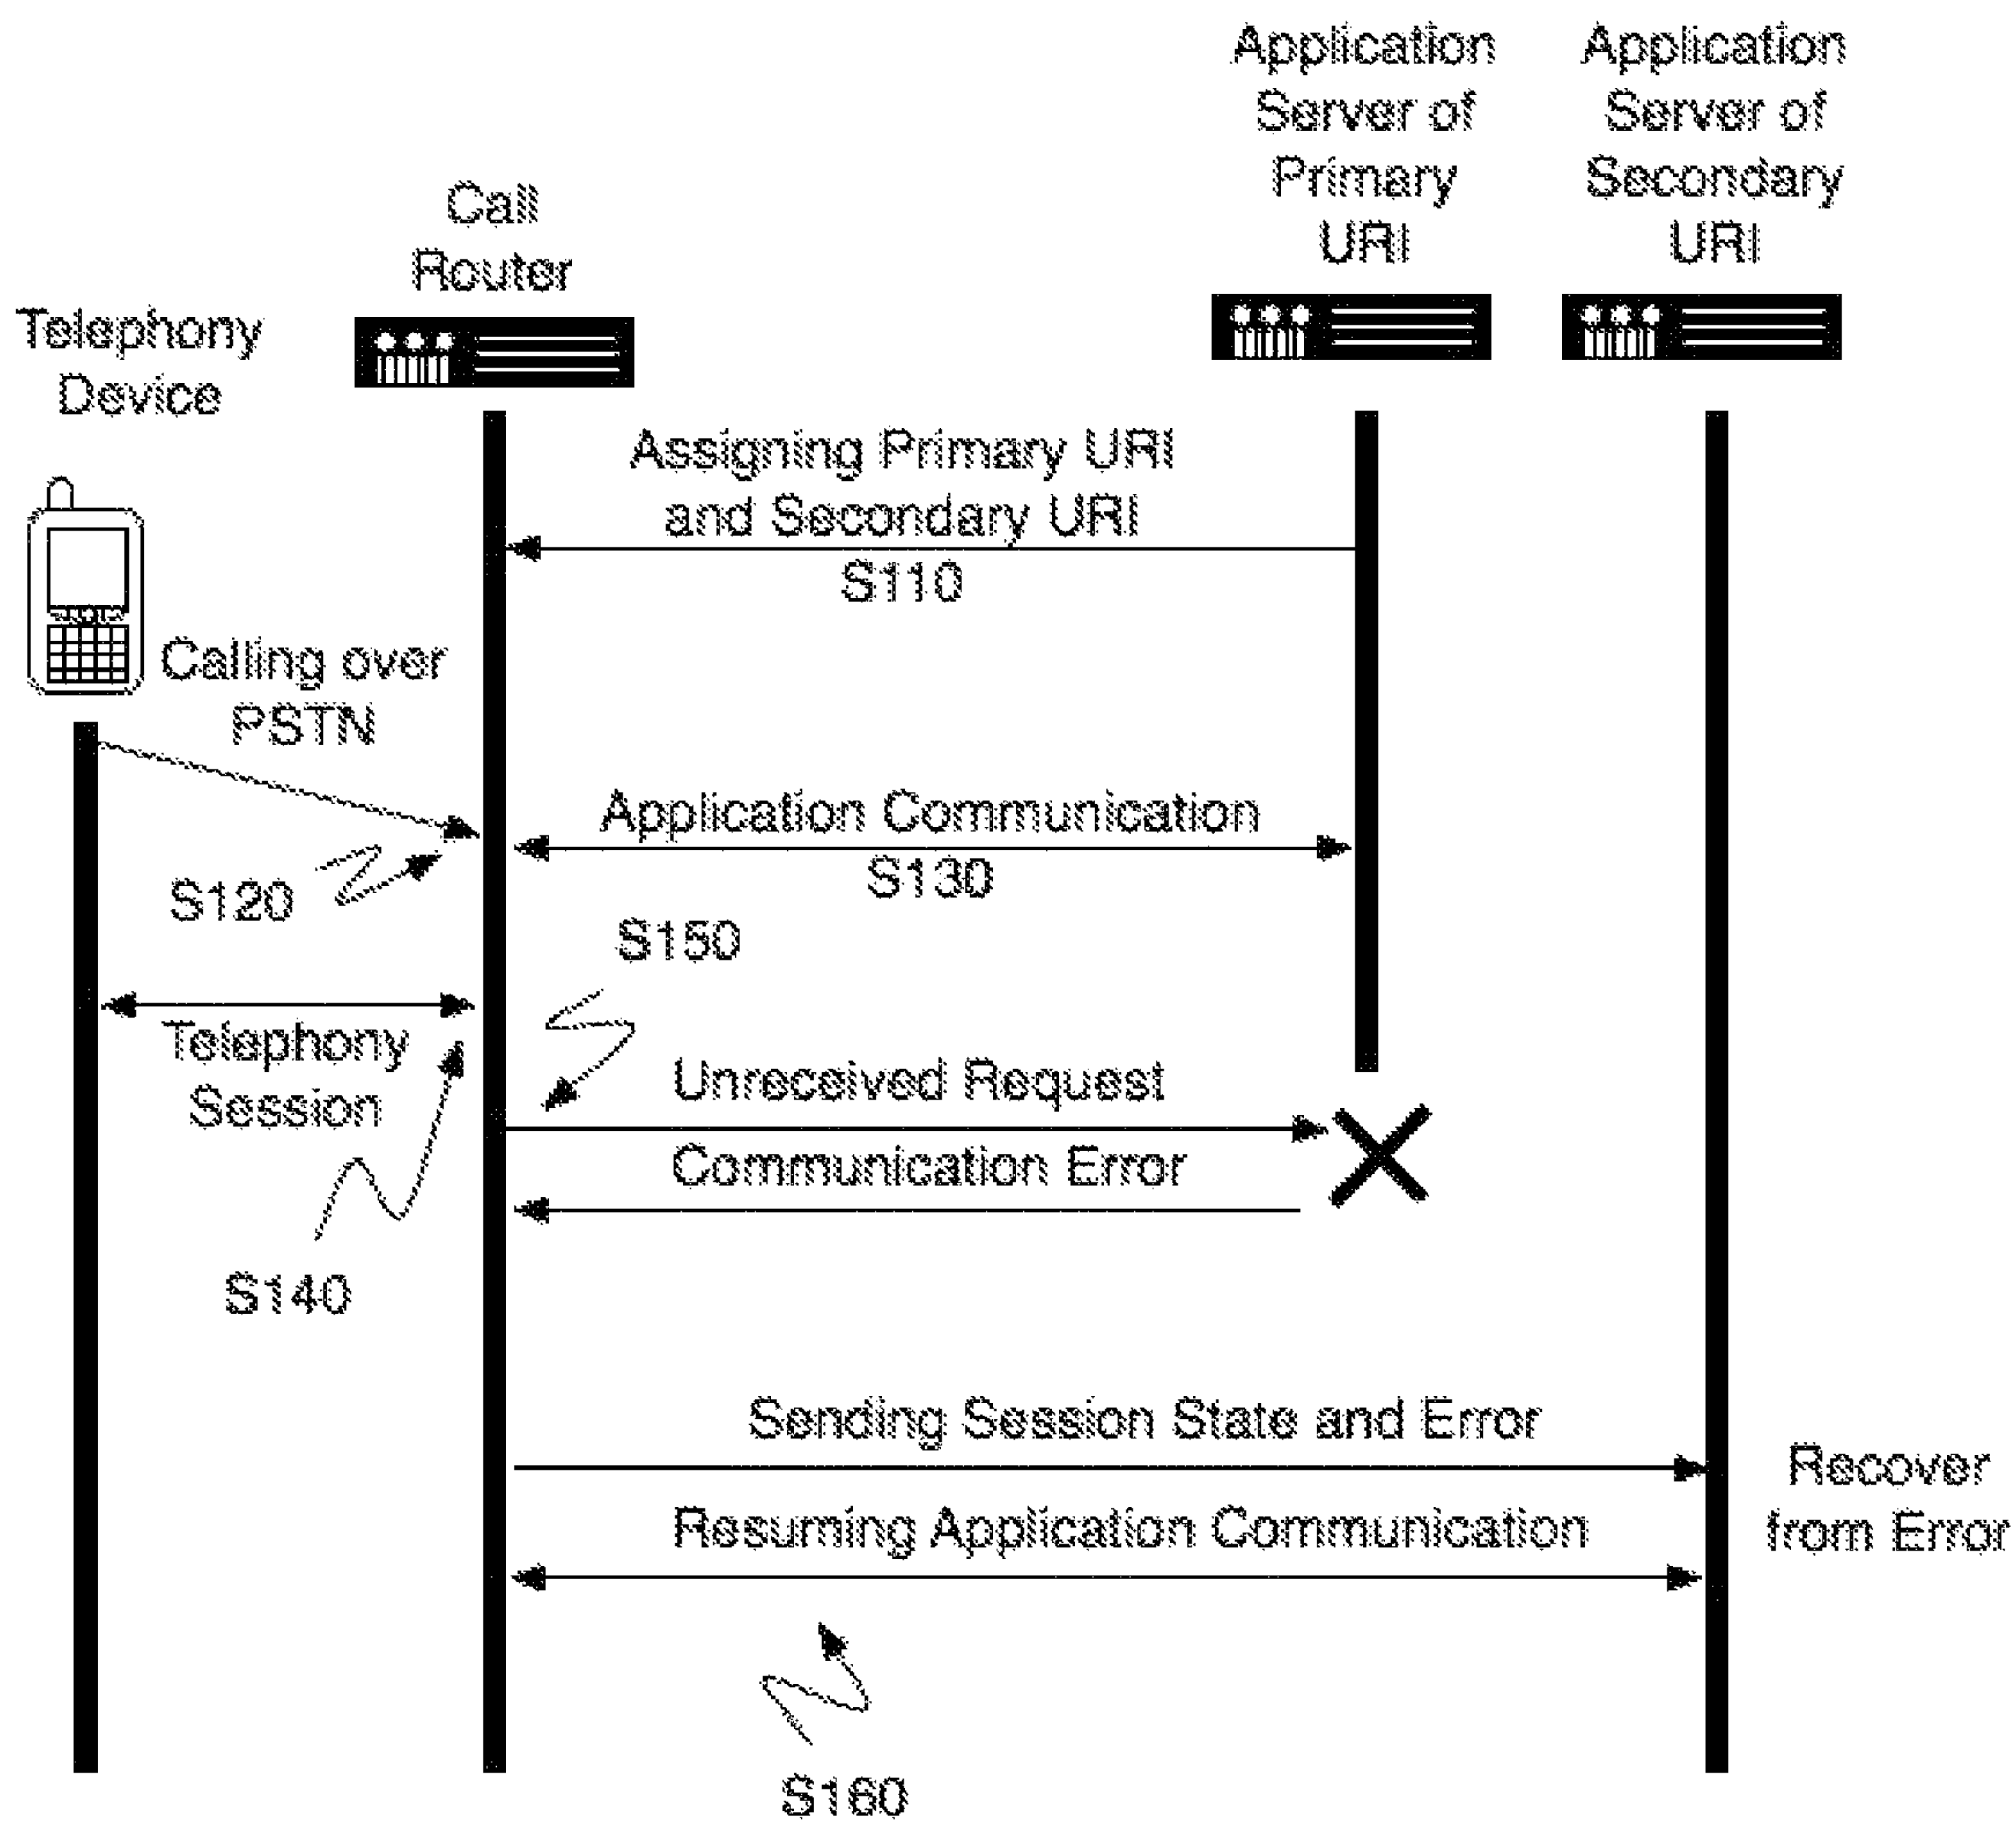 Application
Server of
Primary
URI
Application
Server of
Secondary
URI
Call
Router
Telephony
Device
Assigning Primary URI
and Secondary URI
S110
Calling over
PSTN
Application Communication
S130
S120
S150
Telephony
Session
Unreceived Request
Communication Error
S140
Sending Session State and Error
Recover
from Error
Resuming Application Communication
S160